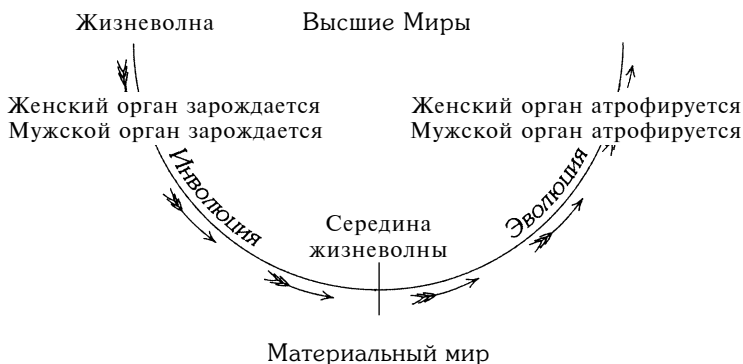 Жизневолна
Высшие Миры
Женский орган зарождается
Мужской орган зарождается
Женский орган атрофируется
Мужской орган атрофируется
Инволюция
Эволюция
Середина
жизневолны
Материальный мир